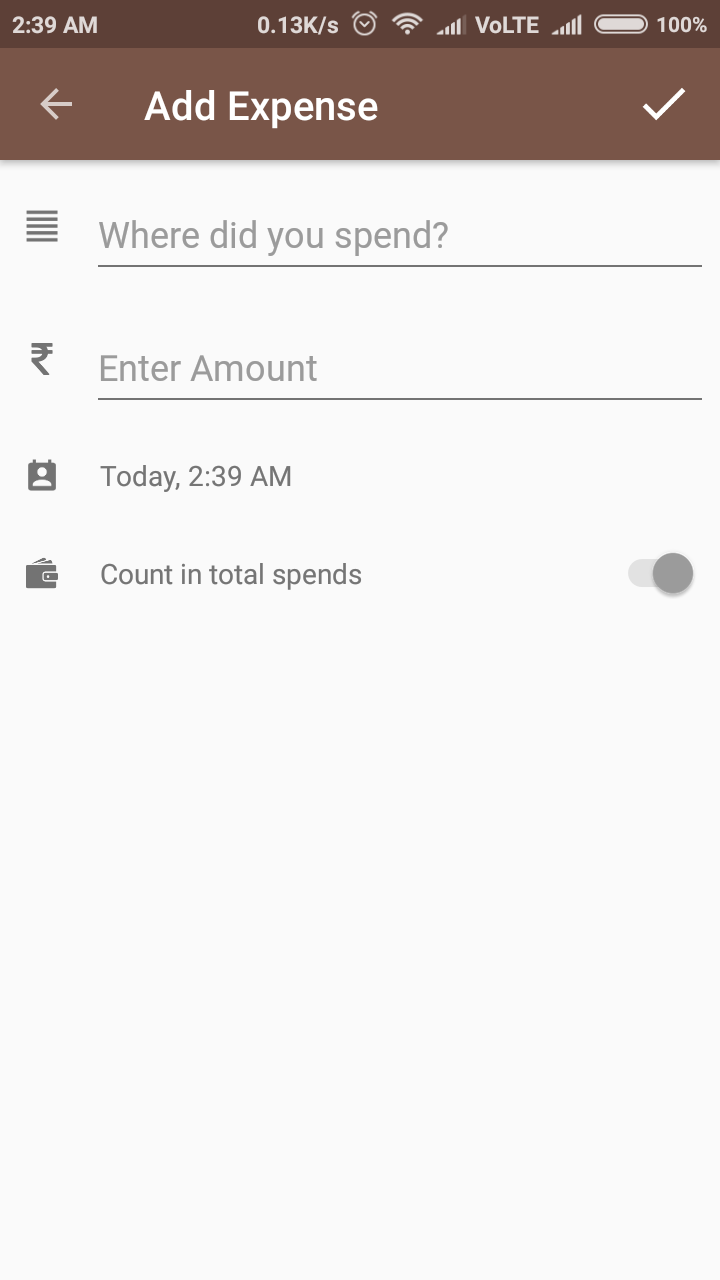 2:39 AM 0.13K/s VoLTE 100%
Add Expense
Where did you spend?
₹ Enter Amount
Today, 2:39 AM
Count in total spends